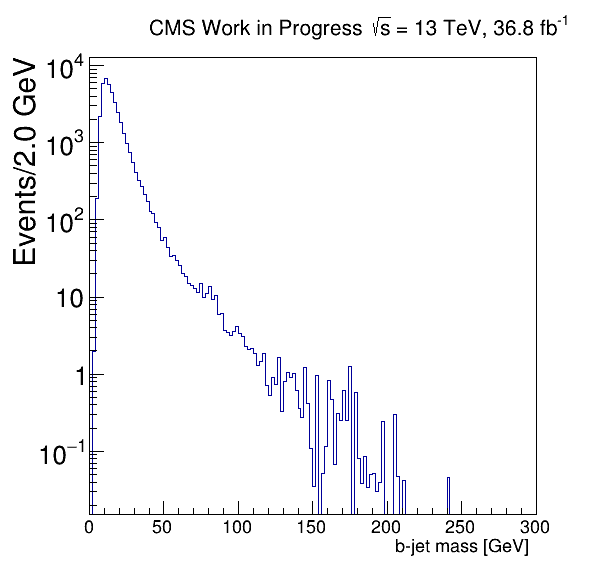 CMS Work in Progress √s = 13 TeV, 36.8 fb⁻¹
Events/2.0 GeV
10⁴
10³
10²
10
1
10⁻¹
0 50 100 150 200 250 300
b-jet mass [GeV]